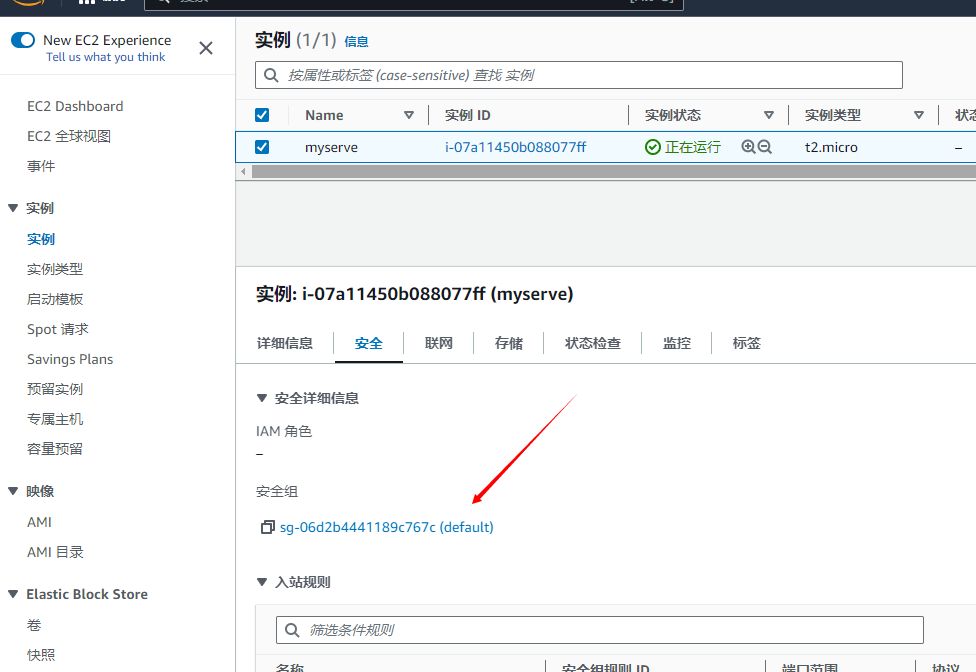 New EC2 Experience
Tell us what you think
EC2 Dashboard
EC2 全球视图
事件
实例
实例
实例类型
启动模板
Spot 请求
Savings Plans
预留实例
专属主机
容量预留
映像
AMI
AMI 目录
Elastic Block Store
卷
快照
实例 (1/1) 信息
按属性或标签 (case-sensitive) 查找 实例
Name 实例 ID 实例状态 实例类型 状态
myserve i-07a11450b088077ff 正在运行 t2.micro –
实例: i-07a11450b088077ff (myserve)
详细信息 安全 联网 存储 状态检查 监控 标签
安全详细信息
IAM 角色
–
安全组
sg-06d2b4441189c767c (default)
入站规则
筛选条件规则
名称 安全组规则 ID 端口范围 协议